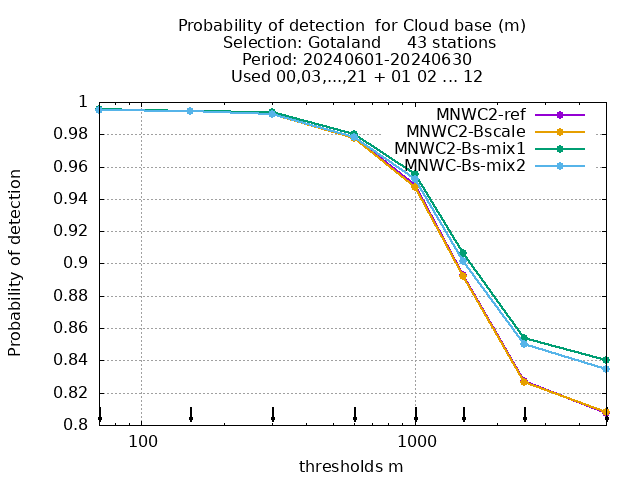 Probability of detection  for Cloud base (m)
Selection: Gotaland     43 stations
Period: 20240601-20240630
Used 00,03,...,21 + 01 02 ... 12
MNWC2-ref
MNWC2-Bscale
MNWC2-Bs-mix1
MNWC-Bs-mix2
Probability of detection
1
0.98
0.96
0.94
0.92
0.9
0.88
0.86
0.84
0.82
0.8
100
1000
thresholds m